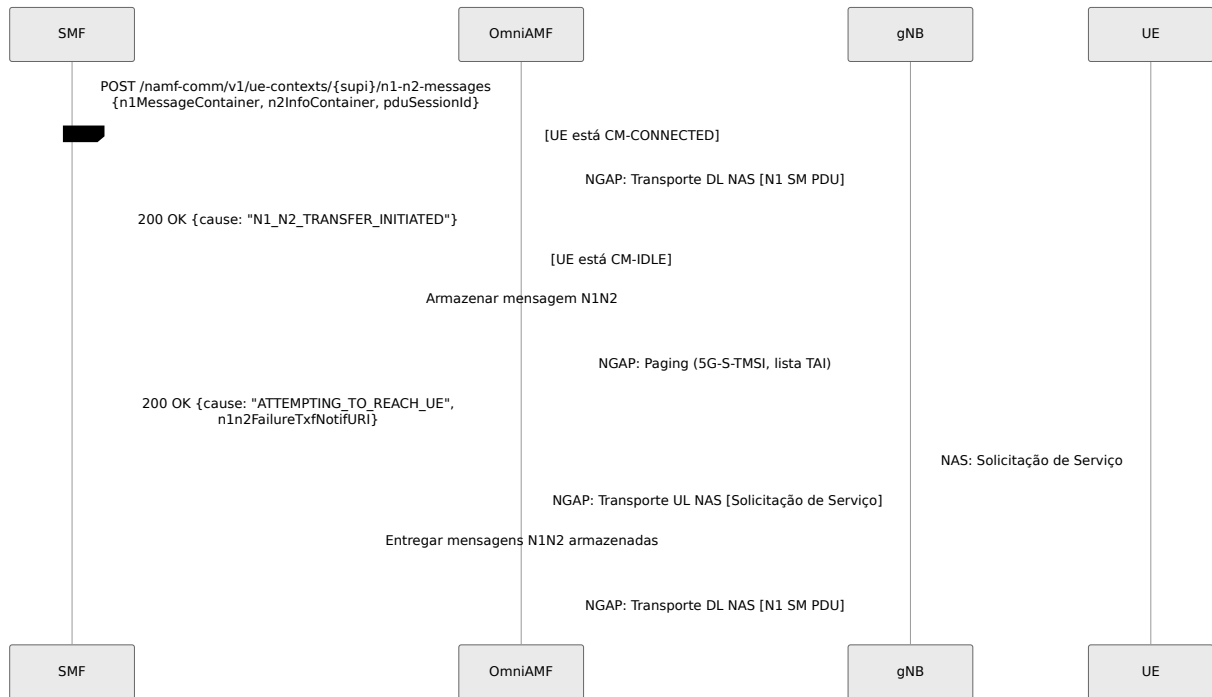 SMF
OmniAMF
gNB
UE
POST /namf-comm/v1/ue-contexts/{supi}/n1-n2-messages
{n1MessageContainer, n2InfoContainer, pduSessionId}
[UE está CM-CONNECTED]
NGAP: Transporte DL NAS [N1 SM PDU]
200 OK {cause: "N1_N2_TRANSFER_INITIATED"}
[UE está CM-IDLE]
Armazenar mensagem N1N2
NGAP: Paging (5G-S-TMSI, lista TAI)
200 OK {cause: "ATTEMPTING_TO_REACH_UE",
n1n2FailureTxfNotifURI}
NAS: Solicitação de Serviço
NGAP: Transporte UL NAS [Solicitação de Serviço]
Entregar mensagens N1N2 armazenadas
NGAP: Transporte DL NAS [N1 SM PDU]
SMF
OmniAMF
gNB
UE